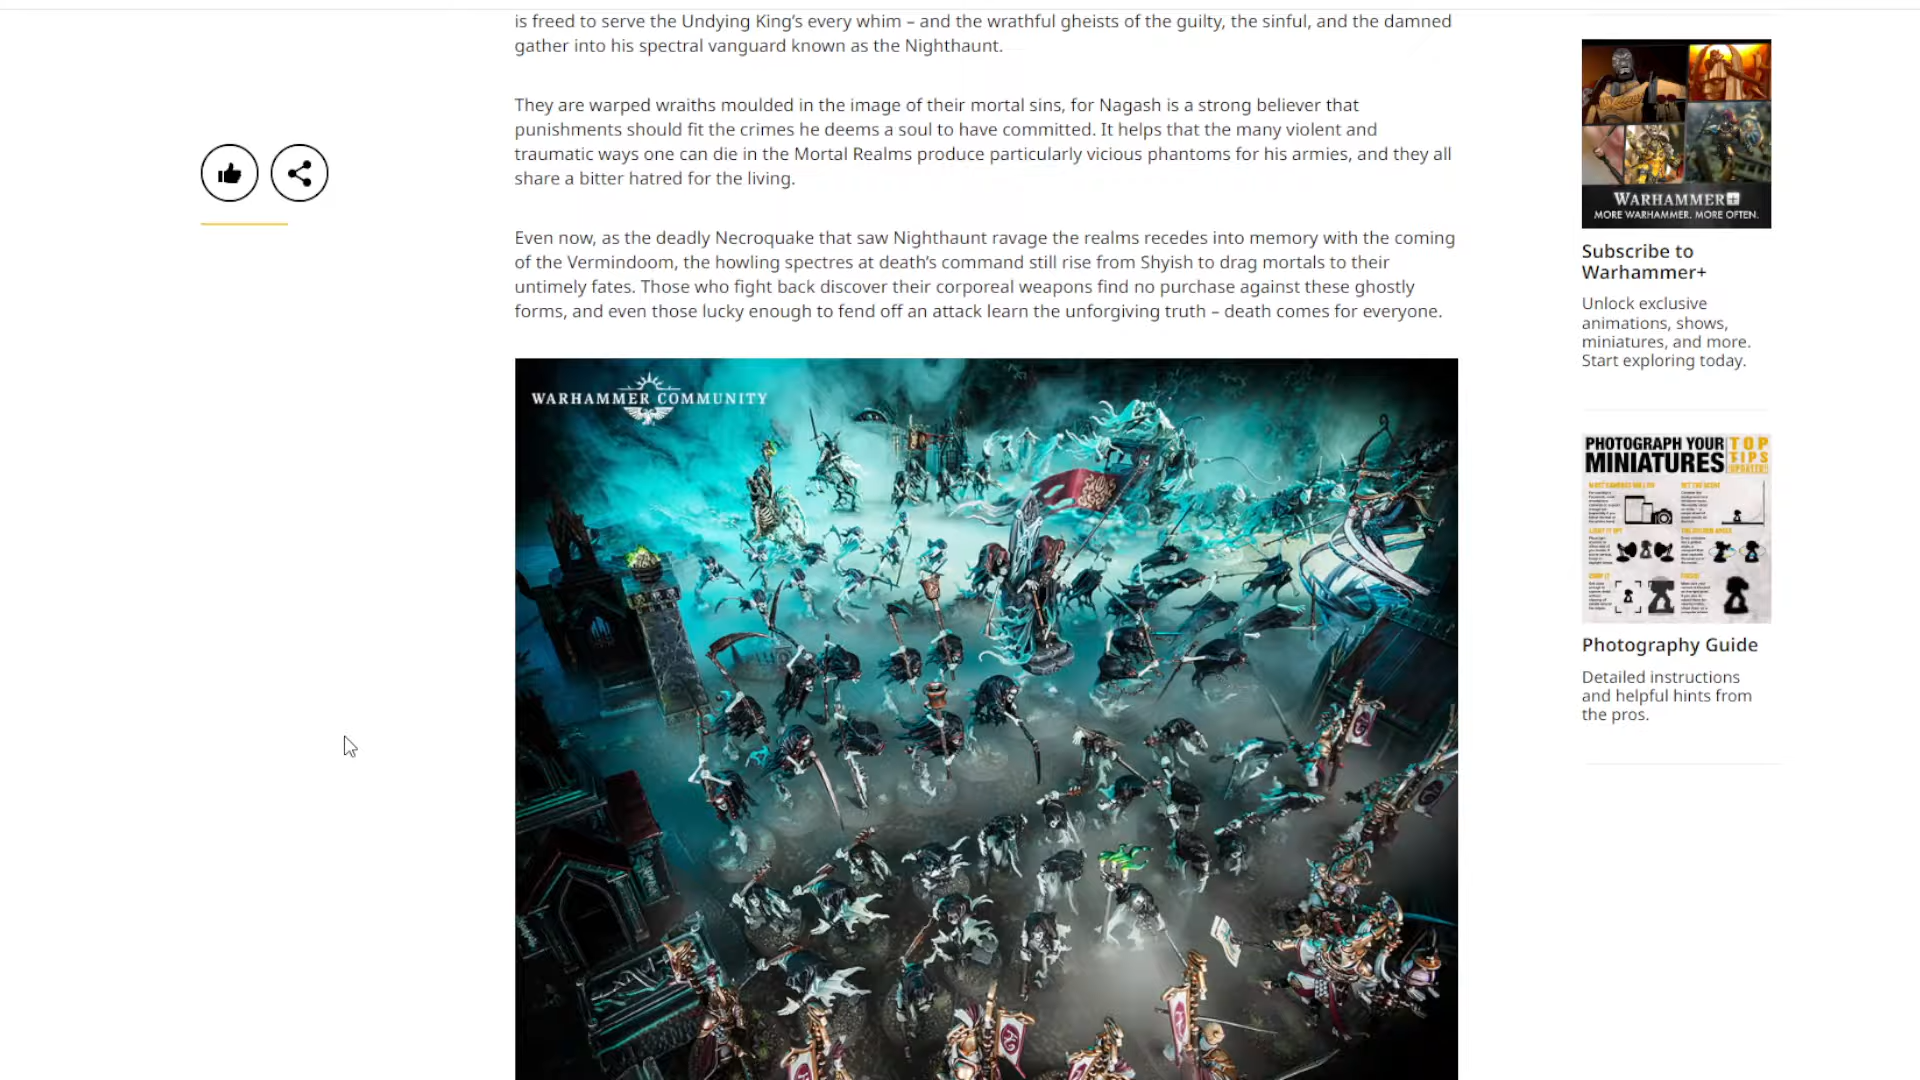 is freed to serve the Undying King’s every whim – and the wrathful gheists of the guilty, the sinful, and the damned
gather into his spectral vanguard known as the Nighthaunt.
They are warped wraiths moulded in the image of their mortal sins, for Nagash is a strong believer that
punishments should fit the crimes he deems a soul to have committed. It helps that the many violent and
traumatic ways one can die in the Mortal Realms produce particularly vicious phantoms for his armies, and they all
share a bitter hatred for the living.
Even now, as the deadly Necroquake that saw Nighthaunt ravage the realms recedes into memory with the coming
of the Vermindoom, the howling spectres at death’s command still rise from Shyish to drag mortals to their
untimely fates. Those who fight back discover their corporeal weapons find no purchase against these ghostly
forms, and even those lucky enough to fend off an attack learn the unforgiving truth – death comes for everyone.
WARHAMMER COMMUNITY
WARHAMMER+
MORE WARHAMMER. MORE OFTEN.
Subscribe to
Warhammer+
Unlock exclusive
animations, shows,
miniatures, and more.
Start exploring today.
PHOTOGRAPH YOUR
MINIATURES
TOP
TIPS
Photography Guide
Detailed instructions
and helpful hints from
the pros.